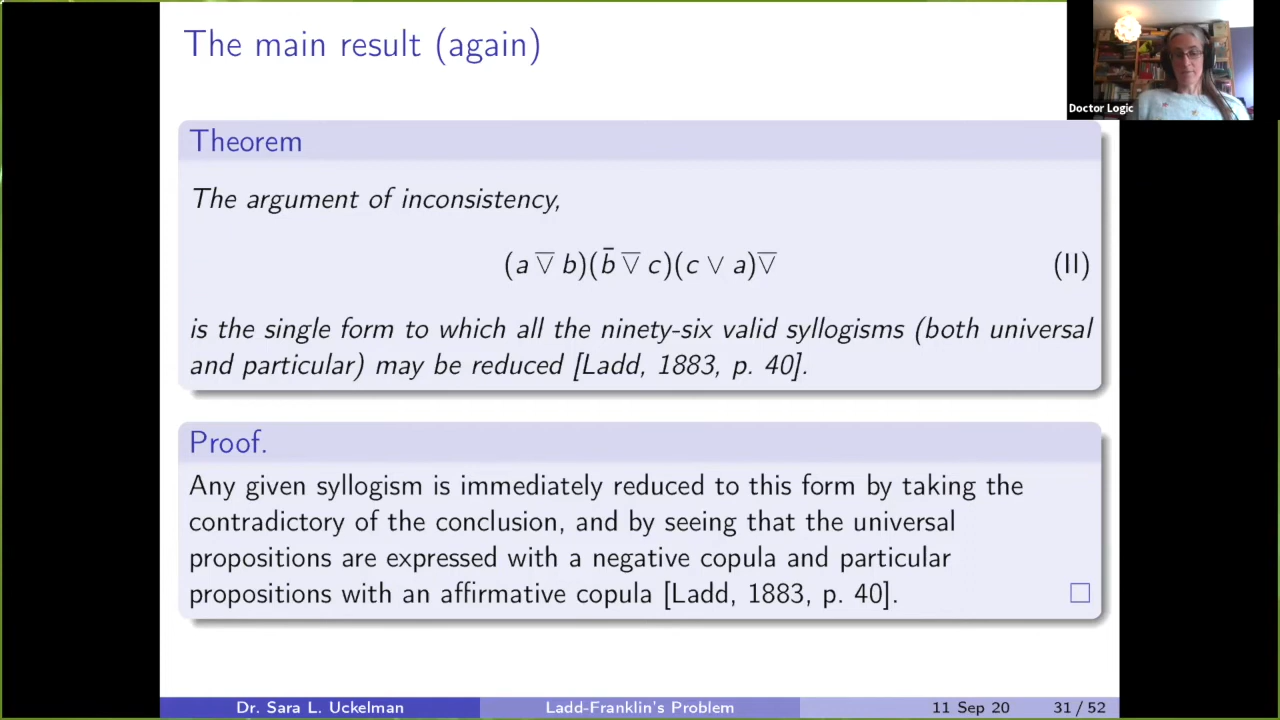 The main result (again)
Doctor Logic
Theorem
The argument of inconsistency,
(a ∨̅ b)(b̄ ∨̅ c)(c ∨ a)∨̅ (II)
is the single form to which all the ninety-six valid syllogisms (both universal
and particular) may be reduced [Ladd, 1883, p. 40].
Proof.
Any given syllogism is immediately reduced to this form by taking the
contradictory of the conclusion, and by seeing that the universal
propositions are expressed with a negative copula and particular
propositions with an affirmative copula [Ladd, 1883, p. 40].
Dr. Sara L. Uckelman Ladd-Franklin's Problem 11 Sep 20 31 / 52